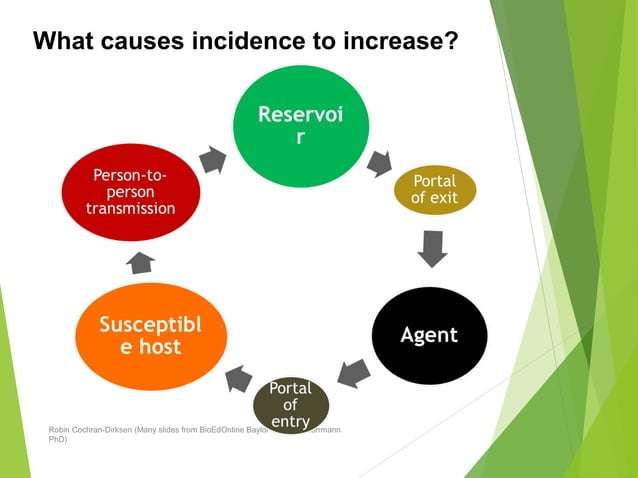 What causes incidence to increase?
Reservoi
r
Portal
of exit
Agent
Portal
of
entry
Susceptibl
e host
Person-to-
person
transmission
Robin Cochran-Dirksen (Many slides from BioEdOnline Baylor
PhD)